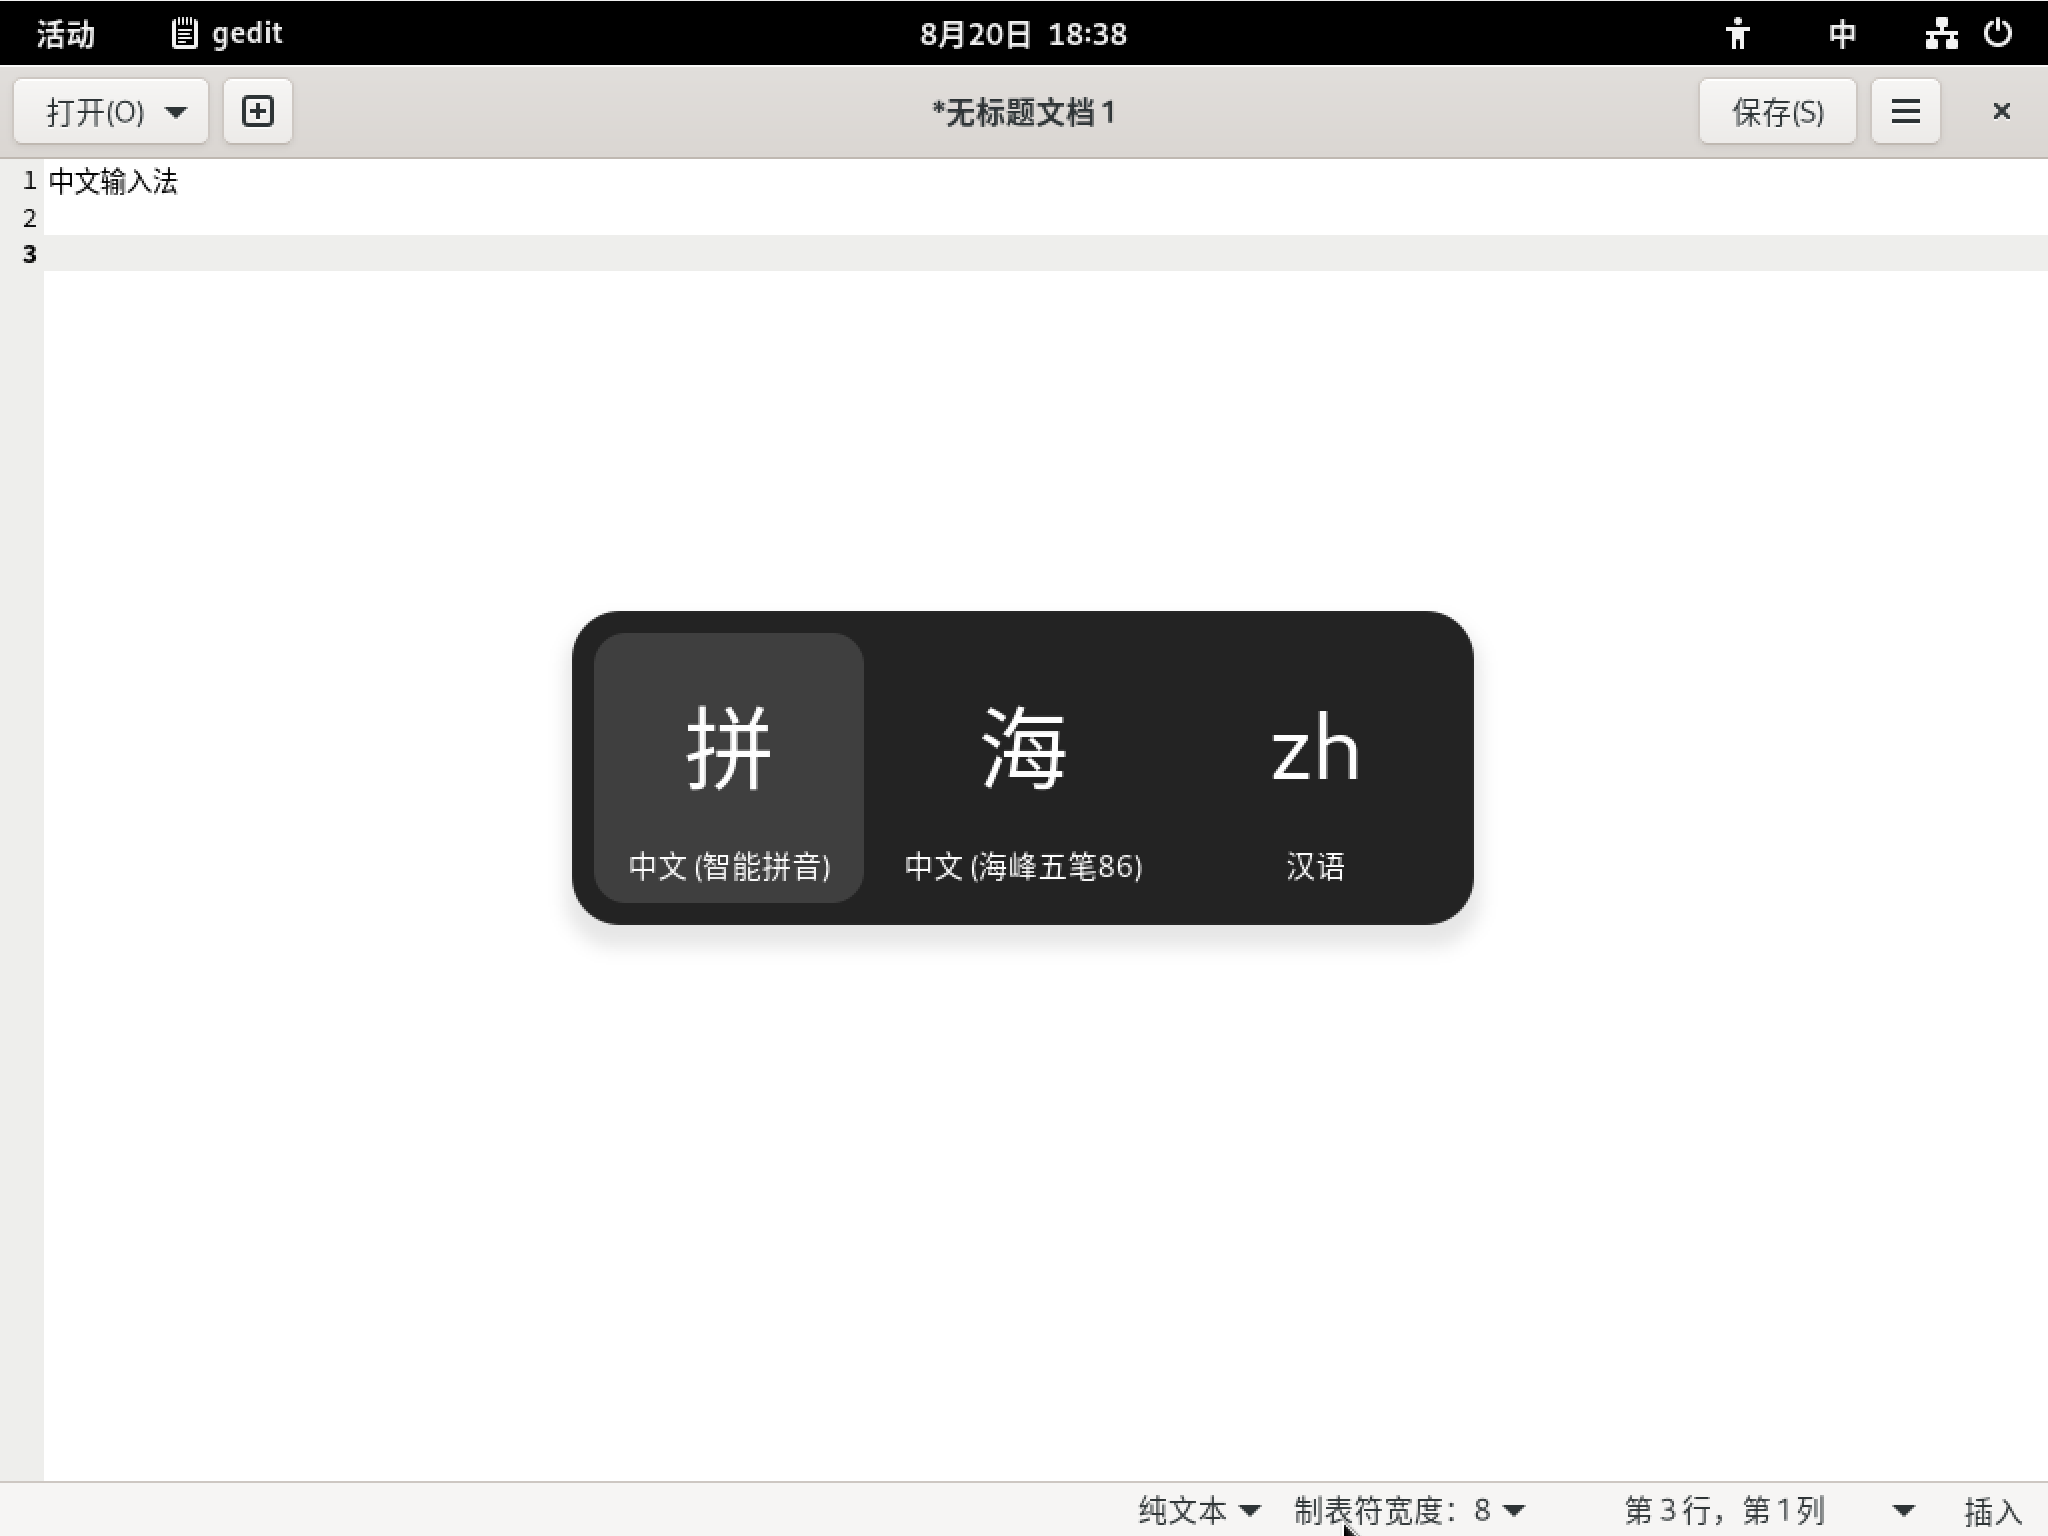 活动 gedit 8月20日 18:38 中
打开(O) *无标题文档 1 保存(S)
1 中文输入法
2
3
拼 海 zh
中文 (智能拼音) 中文 (海峰五笔86) 汉语
纯文本 制表符宽度：8 第 3 行，第 1 列 插入